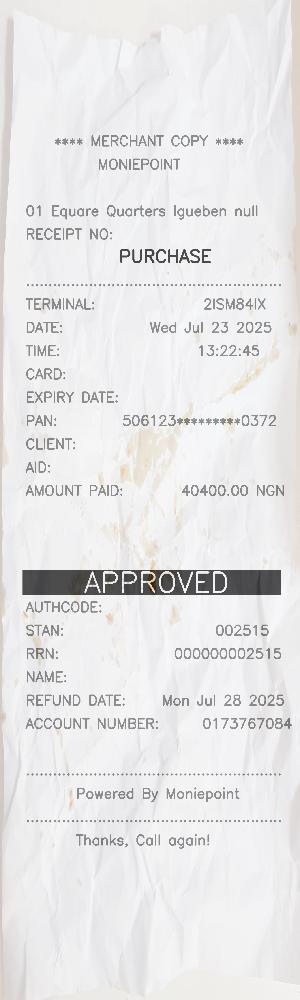 **** MERCHANT COPY ****
MONIEPOINT
01 Equare Quarters Igueben null
RECEIPT NO:
PURCHASE
TERMINAL: 2ISM84IX
DATE: Wed Jul 23 2025
TIME: 13:22:45
CARD:
EXPIRY DATE:
PAN: 506123*********0372
CLIENT:
AID:
AMOUNT PAID: 40400.00 NGN
APPROVED
AUTHCODE:
STAN: 002515
RRN: 000000002515
NAME:
REFUND DATE: Mon Jul 28 2025
ACCOUNT NUMBER: 0173767084
Powered By Moniepoint
Thanks, Call again!